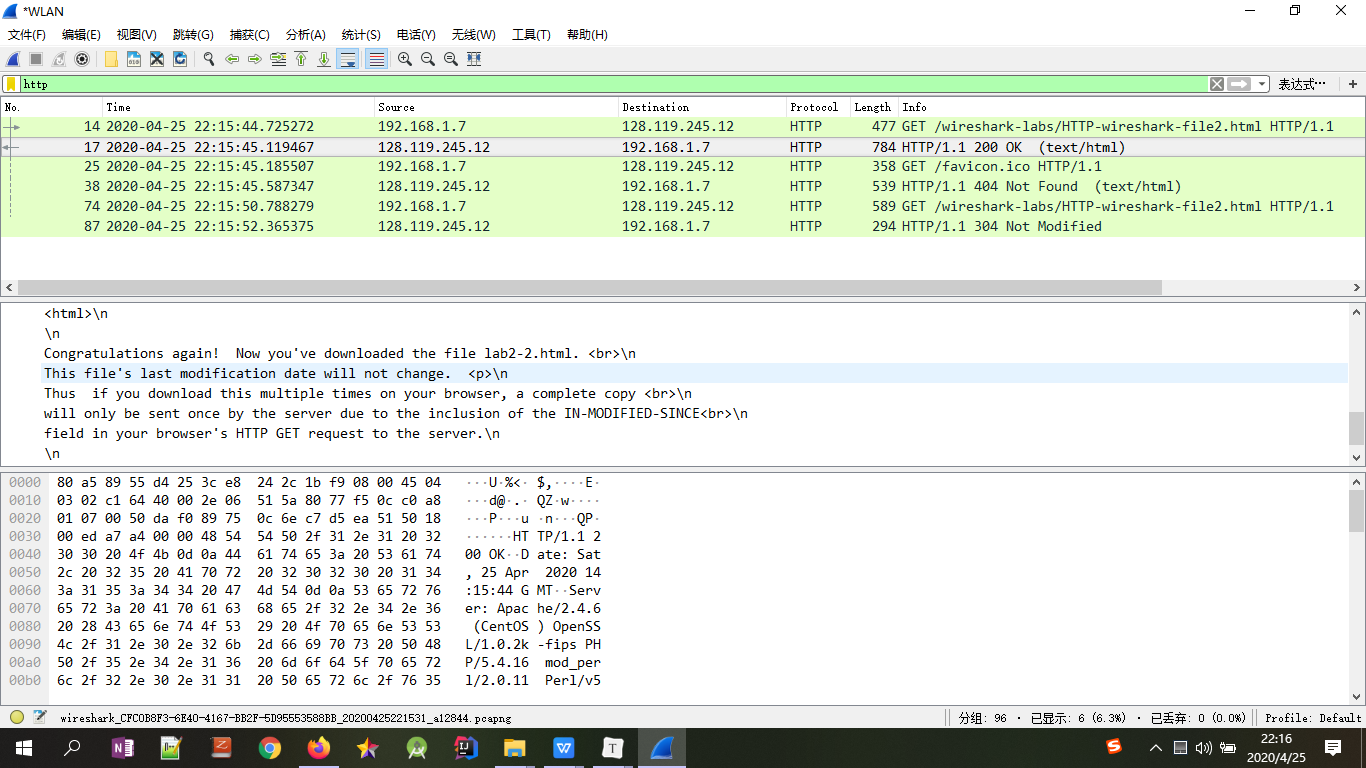 *WLAN
文件(F) 编辑(E) 视图(V) 跳转(G) 捕获(C) 分析(A) 统计(S) 电话(Y) 无线(W) 工具(T) 帮助(H)
http 表达式… +
No. Time Source Destination Protocol Length Info
14 2020-04-25 22:15:44.725272 192.168.1.7 128.119.245.12 HTTP 477 GET /wireshark-labs/HTTP-wireshark-file2.html HTTP/1.1
17 2020-04-25 22:15:45.119467 128.119.245.12 192.168.1.7 HTTP 784 HTTP/1.1 200 OK  (text/html)
25 2020-04-25 22:15:45.185507 192.168.1.7 128.119.245.12 HTTP 358 GET /favicon.ico HTTP/1.1
38 2020-04-25 22:15:45.587347 128.119.245.12 192.168.1.7 HTTP 539 HTTP/1.1 404 Not Found  (text/html)
74 2020-04-25 22:15:50.788279 192.168.1.7 128.119.245.12 HTTP 589 GET /wireshark-labs/HTTP-wireshark-file2.html HTTP/1.1
87 2020-04-25 22:15:52.365375 128.119.245.12 192.168.1.7 HTTP 294 HTTP/1.1 304 Not Modified
<html>\n
\n
Congratulations again!  Now you've downloaded the file lab2-2.html. <br>\n
This file's last modification date will not change.  <p>\n
Thus  if you download this multiple times on your browser, a complete copy <br>\n
will only be sent once by the server due to the inclusion of the IN-MODIFIED-SINCE<br>\n
field in your browser's HTTP GET request to the server.\n
\n
0000 80 a5 89 55 d4 25 3c e8 24 2c 1b f9 08 00 45 04 ···U·%<· $,····E·
0010 03 02 c1 64 40 00 2e 06 51 5a 80 77 f5 0c c0 a8 ···d@·.· QZ·w····
0020 01 07 00 50 da f0 89 75 0c 6e c7 d5 ea 51 50 18 ···P···u ·n···QP·
0030 00 ed a7 a4 00 00 48 54 54 50 2f 31 2e 31 20 32 ······HT TP/1.1 2
0040 30 30 20 4f 4b 0d 0a 44 61 74 65 3a 20 53 61 74 00 OK··D ate: Sat
0050 2c 20 32 35 20 41 70 72 20 32 30 32 30 20 31 34 , 25 Apr  2020 14
0060 3a 31 35 3a 34 34 20 47 4d 54 0d 0a 53 65 72 76 :15:44 G MT··Serv
0070 65 72 3a 20 41 70 61 63 68 65 2f 32 2e 34 2e 36 er: Apac he/2.4.6
0080 20 28 43 65 6e 74 4f 53 29 20 4f 70 65 6e 53 53  (CentOS ) OpenSS
0090 4c 2f 31 2e 30 2e 32 6b 2d 66 69 70 73 20 50 48 L/1.0.2k -fips PH
00a0 50 2f 35 2e 34 2e 31 36 20 6d 6f 64 5f 70 65 72 P/5.4.16  mod_per
00b0 6c 2f 32 2e 30 2e 31 31 20 50 65 72 6c 2f 76 35 l/2.0.11  Perl/v5
wireshark_CFC0B8F3-6E40-4167-BB2F-5D95553588DB_20200425221531_a12844.pcapng 分组: 96 · 已显示: 6 (6.3%) · 已丢弃: 0 (0.0%) Profile: Default
22:16
2020/4/25